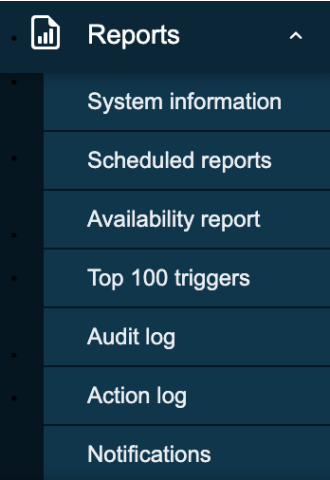 Reports
System information
Scheduled reports
Availability report
Top 100 triggers
Audit log
Action log
Notifications